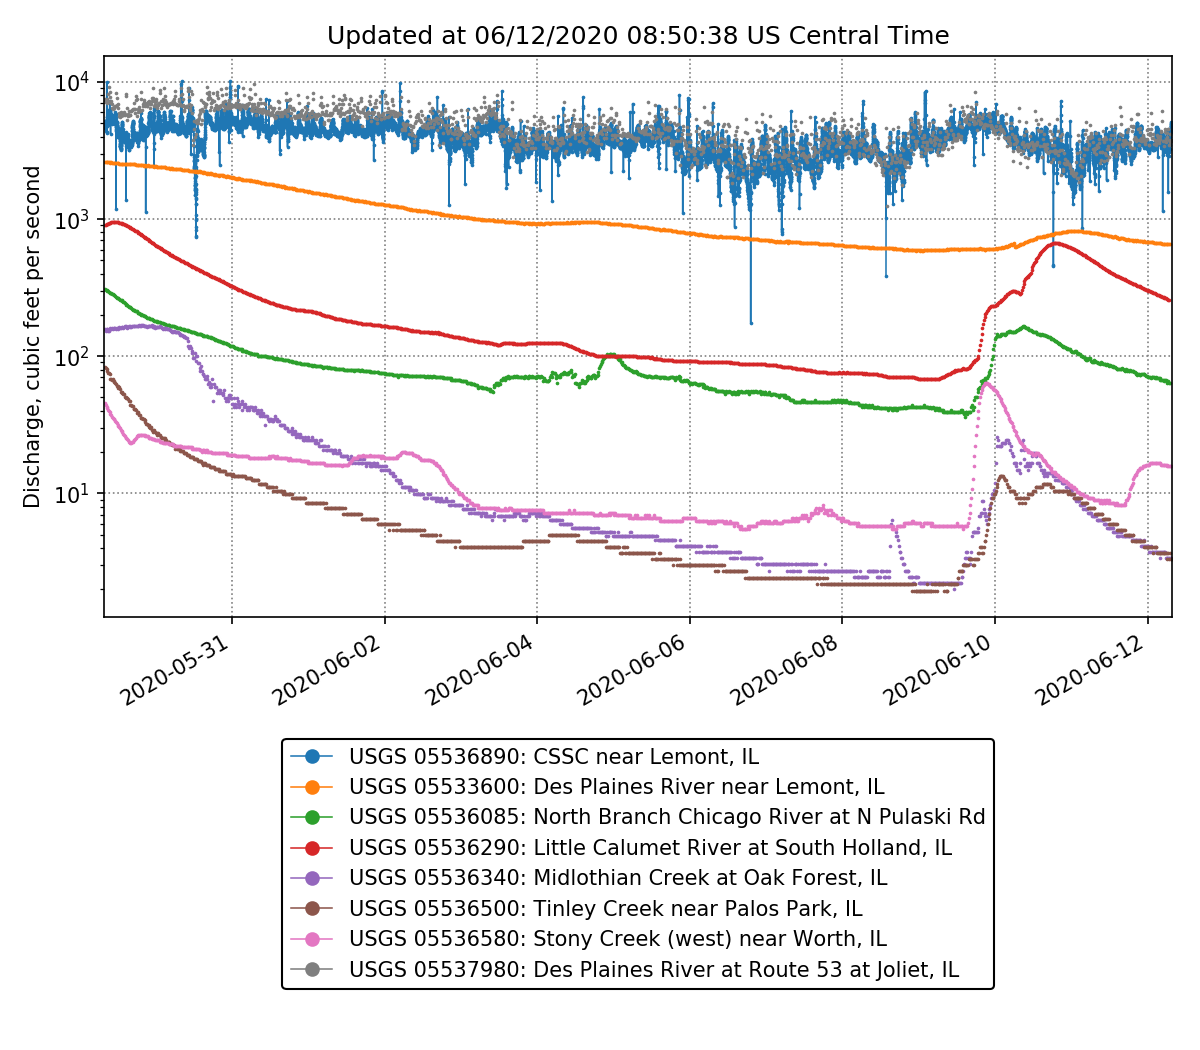 Updated at 06/12/2020 08:50:38 US Central Time
Discharge, cubic feet per second
10^4
10^3
10^2
10^1
2020-05-31
2020-06-02
2020-06-04
2020-06-06
2020-06-08
2020-06-10
2020-06-12
USGS 05536890: CSSC near Lemont, IL
USGS 05533600: Des Plaines River near Lemont, IL
USGS 05536085: North Branch Chicago River at N Pulaski Rd
USGS 05536290: Little Calumet River at South Holland, IL
USGS 05536340: Midlothian Creek at Oak Forest, IL
USGS 05536500: Tinley Creek near Palos Park, IL
USGS 05536580: Stony Creek (west) near Worth, IL
USGS 05537980: Des Plaines River at Route 53 at Joliet, IL